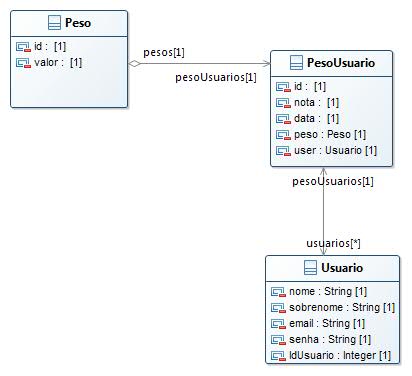 Peso
id : [1]
valor : [1]
pesos[1]
pesoUsuarios[1]
PesoUsuario
id : [1]
nota : [1]
data : [1]
peso : Peso [1]
user : Usuario [1]
pesoUsuarios[1]
usuarios[*]
Usuario
nome : String [1]
sobrenome : String [1]
email : String [1]
senha : String [1]
IdUsuario : Integer [1]